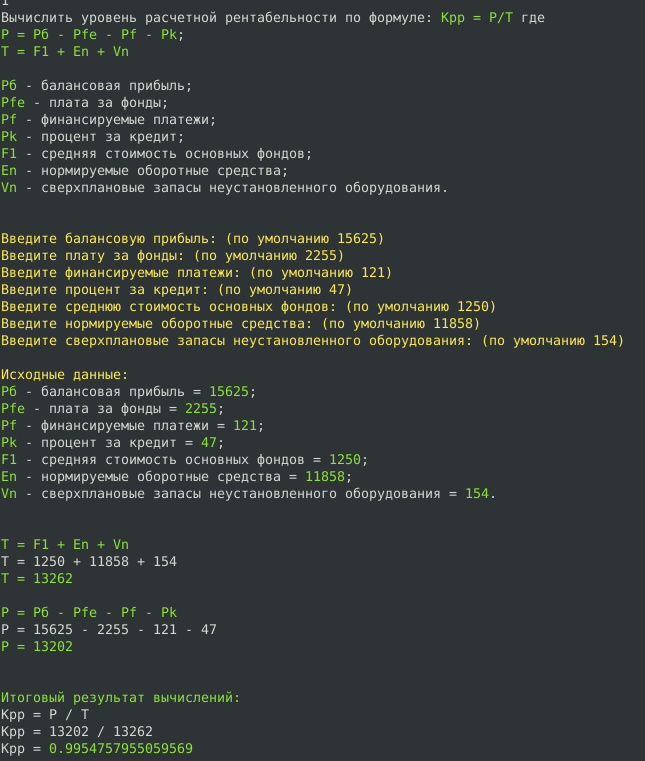 1
Вычислить уровень расчетной рентабельности по формуле: Kpp = P/T где
P = Pб - Pfe - Pf - Pk;
T = F1 + En + Vn
Pб - балансовая прибыль;
Pfe - плата за фонды;
Pf - финансируемые платежи;
Pk - процент за кредит;
F1 - средняя стоимость основных фондов;
En - нормируемые оборотные средства;
Vn - сверхплановые запасы неустановленного оборудования.
Введите балансовую прибыль: (по умолчанию 15625)
Введите плату за фонды: (по умолчанию 2255)
Введите финансируемые платежи: (по умолчанию 121)
Введите процент за кредит: (по умолчанию 47)
Введите среднюю стоимость основных фондов: (по умолчанию 1250)
Введите нормируемые оборотные средства: (по умолчанию 11858)
Введите сверхплановые запасы неустановленного оборудования: (по умолчанию 154)
Исходные данные:
Pб - балансовая прибыль = 15625;
Pfe - плата за фонды = 2255;
Pf - финансируемые платежи = 121;
Pk - процент за кредит = 47;
F1 - средняя стоимость основных фондов = 1250;
En - нормируемые оборотные средства = 11858;
Vn - сверхплановые запасы неустановленного оборудования = 154.
T = F1 + En + Vn
T = 1250 + 11858 + 154
T = 13262
P = Pб - Pfe - Pf - Pk
P = 15625 - 2255 - 121 - 47
P = 13202
Итоговый результат вычислений:
Kpp = P / T
Kpp = 13202 / 13262
Kpp = 0.9954757955059569